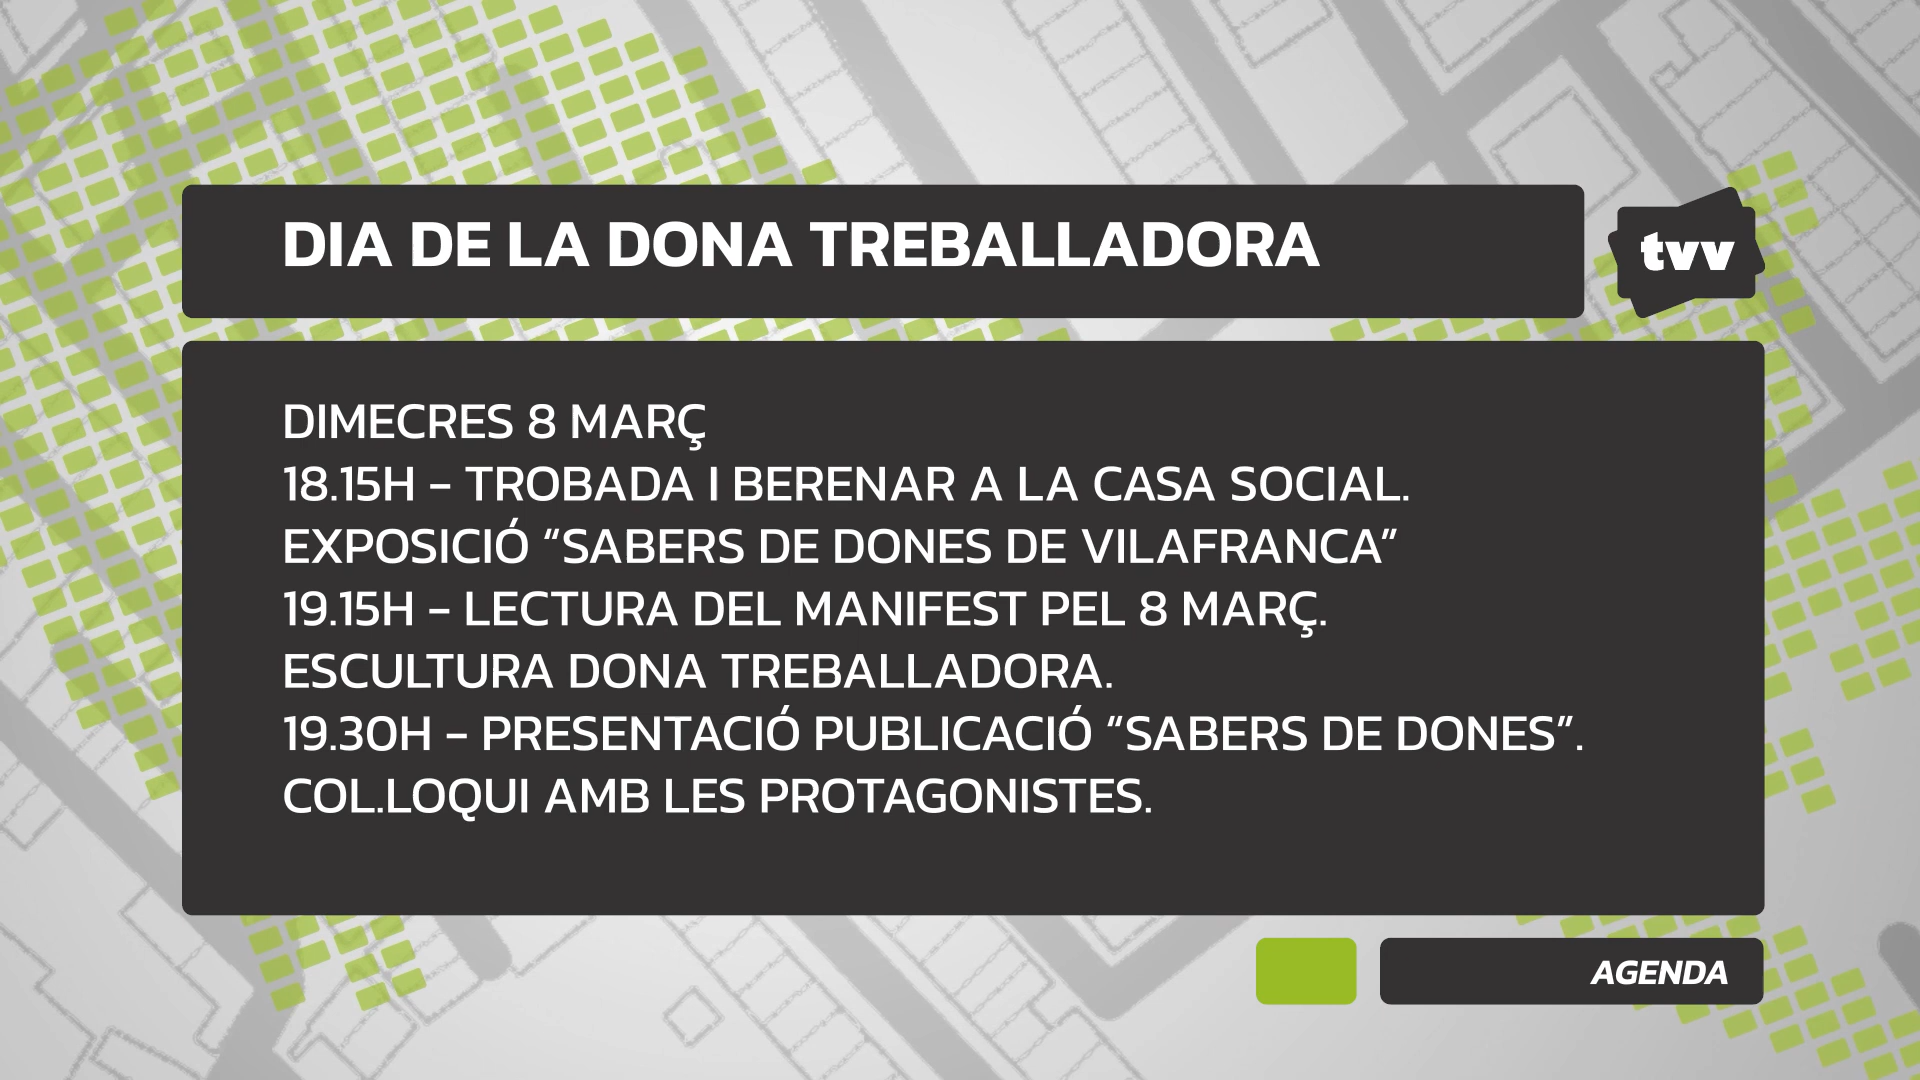 DIA DE LA DONA TREBALLADORA
tvv
DIMECRES 8 MARÇ
18.15H – TROBADA I BERENAR A LA CASA SOCIAL.
EXPOSICIÓ “SABERS DE DONES DE VILAFRANCA”
19.15H – LECTURA DEL MANIFEST PEL 8 MARÇ.
ESCULTURA DONA TREBALLADORA.
19.30H – PRESENTACIÓ PUBLICACIÓ “SABERS DE DONES”.
COL.LOQUI AMB LES PROTAGONISTES.
AGENDA